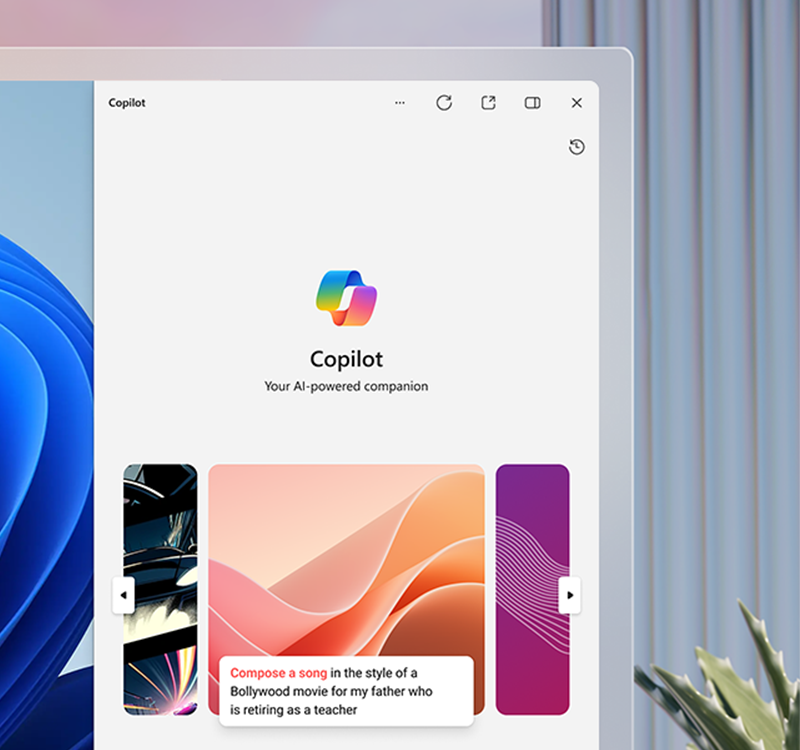 Copilot
Copilot
Your AI-powered companion
Compose a song in the style of a
Bollywood movie for my father who
is retiring as a teacher